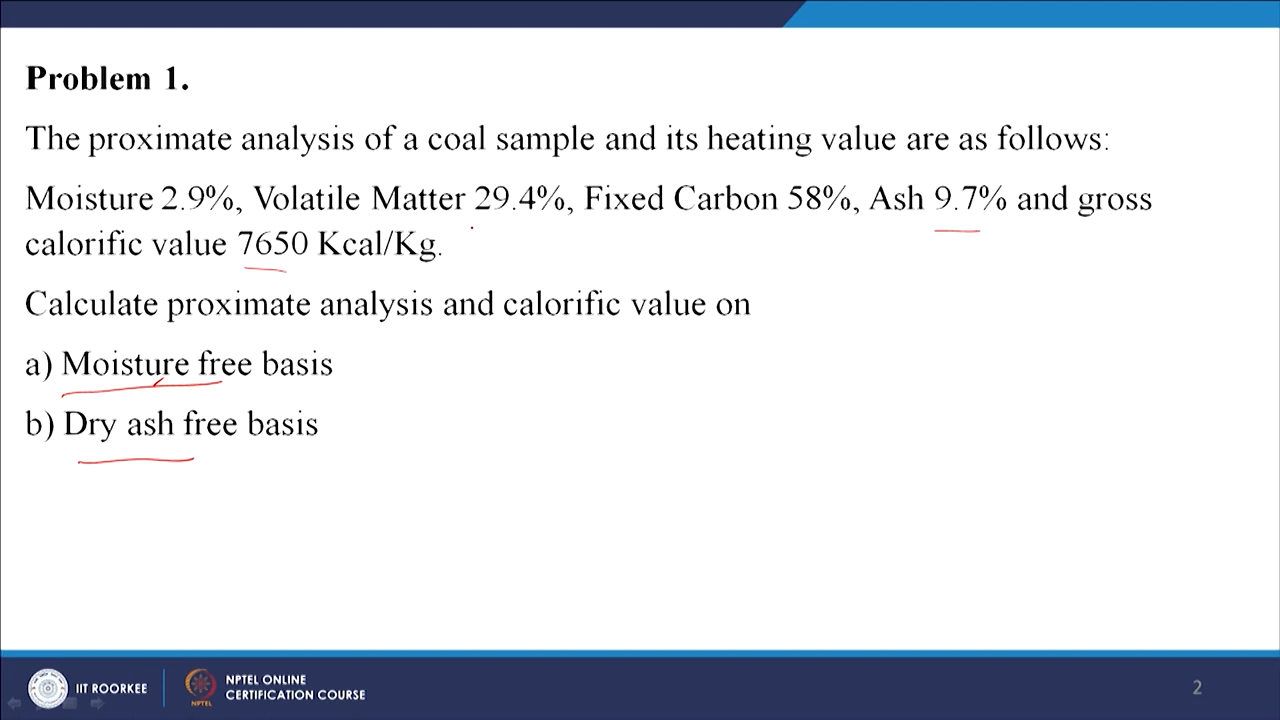 Problem 1.
The proximate analysis of a coal sample and its heating value are as follows:
Moisture 2.9%, Volatile Matter 29.4%, Fixed Carbon 58%, Ash 9.7% and gross
calorific value 7650 Kcal/Kg.
Calculate proximate analysis and calorific value on
a) Moisture free basis
b) Dry ash free basis
IIT ROORKEE
NPTEL ONLINE
CERTIFICATION COURSE
NPTEL
2